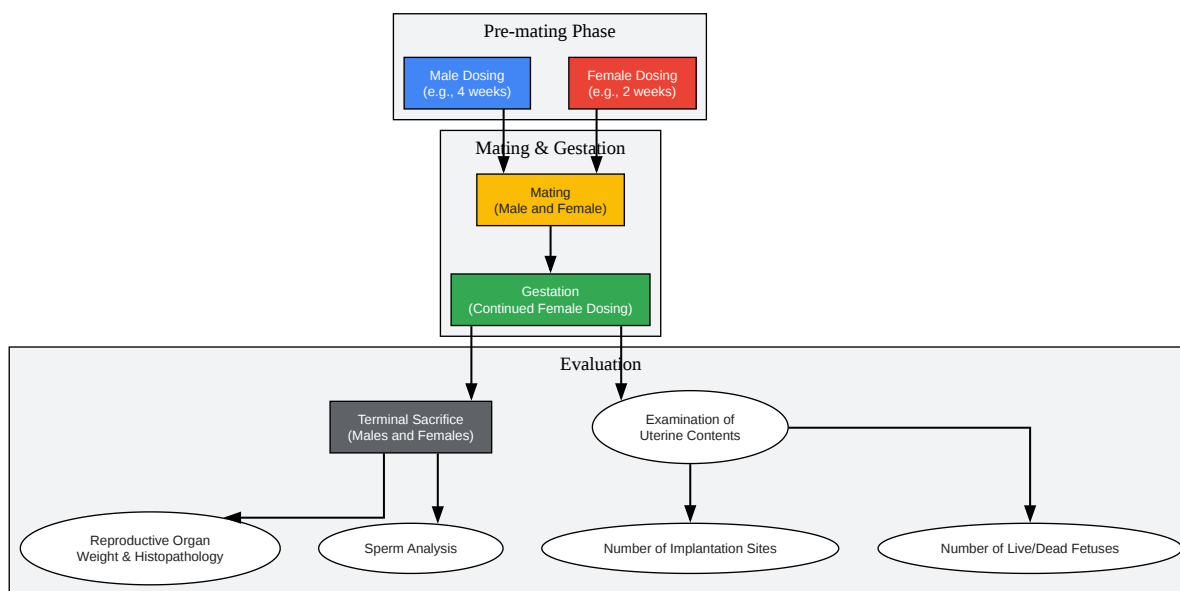 Pre-mating Phase
Male Dosing
(e.g., 4 weeks)
Female Dosing
(e.g., 2 weeks)
Mating & Gestation
Mating
(Male and Female)
Gestation
(Continued Female Dosing)
Evaluation
Terminal Sacrifice
(Males and Females)
Examination of
Uterine Contents
Reproductive Organ
Weight & Histopathology
Sperm Analysis
Number of Implantation Sites
Number of Live/Dead Fetuses